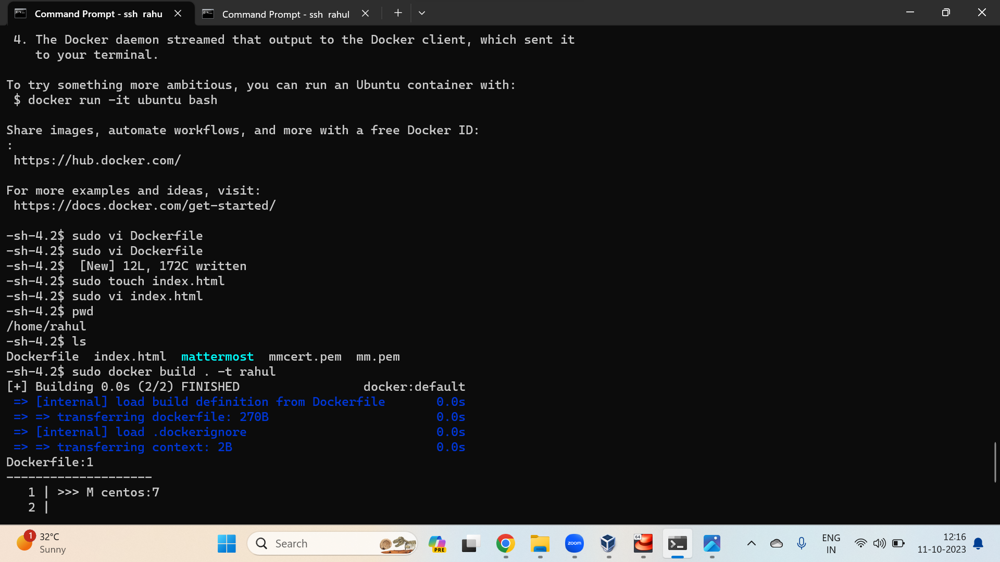 Command Prompt - ssh  rahu
Command Prompt - ssh  rahul
 4. The Docker daemon streamed that output to the Docker client, which sent it
    to your terminal.
To try something more ambitious, you can run an Ubuntu container with:
 $ docker run -it ubuntu bash
Share images, automate workflows, and more with a free Docker ID:
:
 https://hub.docker.com/
For more examples and ideas, visit:
 https://docs.docker.com/get-started/
-sh-4.2$ sudo vi Dockerfile
-sh-4.2$ sudo vi Dockerfile
-sh-4.2$  [New] 12L, 172C written
-sh-4.2$ sudo touch index.html
-sh-4.2$ sudo vi index.html
-sh-4.2$ pwd
/home/rahul
-sh-4.2$ ls
Dockerfile  index.html  mattermost  mmcert.pem  mm.pem
-sh-4.2$ sudo docker build . -t rahul
[+] Building 0.0s (2/2) FINISHED                 docker:default
 => [internal] load build definition from Dockerfile       0.0s
 => => transferring dockerfile: 270B                       0.0s
 => [internal] load .dockerignore                          0.0s
 => => transferring context: 2B                            0.0s
Dockerfile:1
--------------------
   1 | >>> M centos:7
   2 |
1
32°C
Sunny
Search
PRE
zoom
64
ENG
IN
12:16
11-10-2023